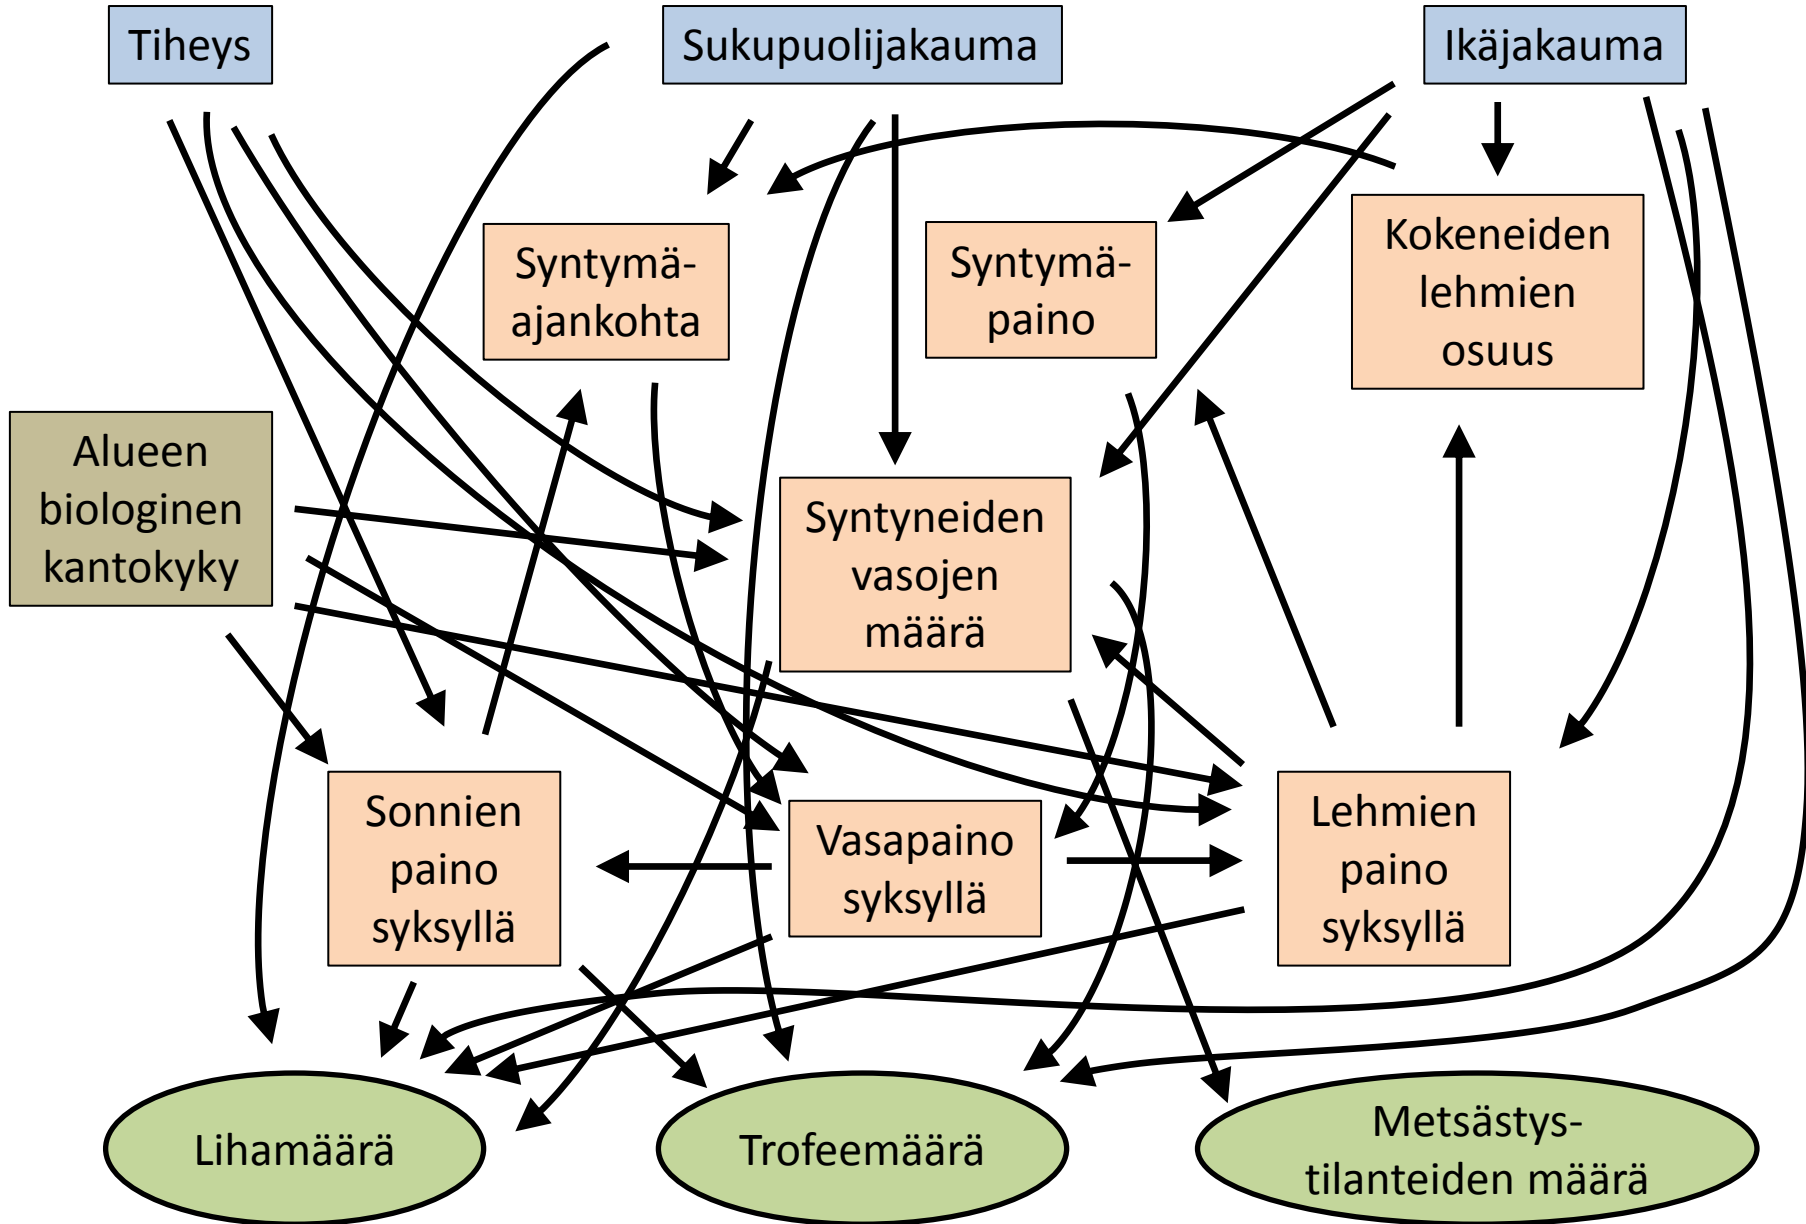 Tiheys
Sukupuolijakauma
Ikäjakauma
Syntymä-
ajankohta
Syntymä-
paino
Kokeneiden
lehmien
osuus
Alueen
biologinen
kantokyky
Syntyneiden
vasojen
määrä
Sonnien
paino
syksyllä
Vasapaino
syksyllä
Lehmien
paino
syksyllä
Lihamäärä
Trofeemäärä
Metsästys-
tilanteiden määrä